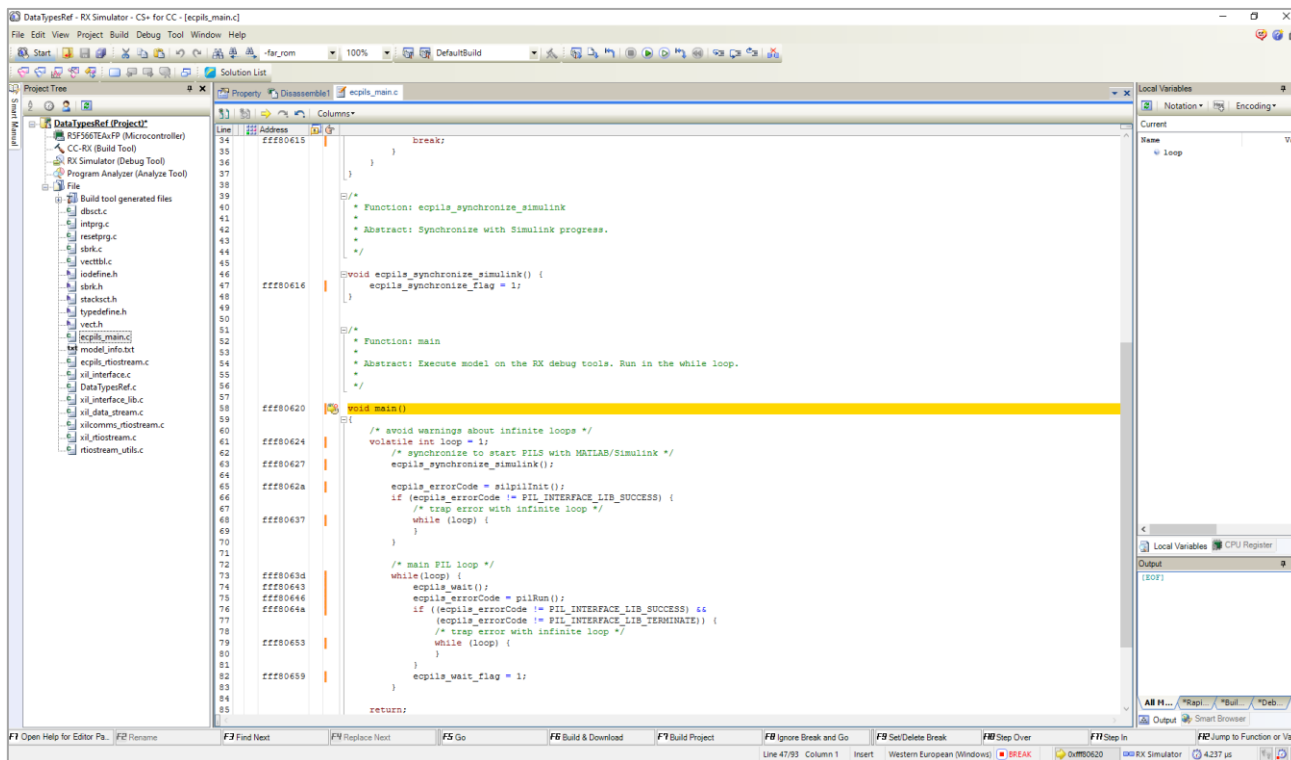 DataTypesRef - RX Simulator - CS+ for CC - [ecpils_main.c]
File Edit View Project Build Debug Tool Window Help
Start -far_rom 100% DefaultBuild
Solution List
Smart Manual
Project Tree
DataTypesRef (Project)*
R5F566TEAxFP (Microcontroller)
CC-RX (Build Tool)
RX Simulator (Debug Tool)
Program Analyzer (Analyze Tool)
File
Build tool generated files
dbsct.c
intprg.c
resetprg.c
sbrk.c
vecttbl.c
iodefine.h
sbrk.h
stacksct.h
typedefine.h
vect.h
ecpils_main.c
model_info.txt
ecpils_rtiostream.c
xil_interface.c
DataTypesRef.c
xil_interface_lib.c
xil_data_stream.c
xilcomms_rtiostream.c
xil_rtiostream.c
rtiostream_utils.c
Property Disassemble1 ecpils_main.c
Columns
Line Address
34 fff80615 break;
35 }
36 }
37 }
38
39 /*
40 * Function: ecpils_synchronize_simulink
41 *
42 * Abstract: Synchronize with Simulink progress.
43 *
44 */
45
46 void ecpils_synchronize_simulink() {
47 fff80616 ecpils_synchronize_flag = 1;
48 }
49
50
51 /*
52 * Function: main
53 *
54 * Abstract: Execute model on the RX debug tools. Run in the while loop.
55 *
56 */
57
58 fff80620 void main()
59 {
60 /* avoid warnings about infinite loops */
61 fff80624 volatile int loop = 1;
62 /* synchronize to start PILS with MATLAB/Simulink */
63 fff80627 ecpils_synchronize_simulink();
64
65 fff8062a ecpils_errorCode = silpilInit();
66 if (ecpils_errorCode != PIL_INTERFACE_LIB_SUCCESS) {
67 /* trap error with infinite loop */
68 fff80637 while (loop) {
69 }
70 }
71
72 /* main PIL loop */
73 fff8063d while(loop) {
74 fff80643 ecpils_wait();
75 fff80646 ecpils_errorCode = pilRun();
76 fff8064a if ((ecpils_errorCode != PIL_INTERFACE_LIB_SUCCESS) &&
77 (ecpils_errorCode != PIL_INTERFACE_LIB_TERMINATE)) {
78 /* trap error with infinite loop */
79 fff80653 while (loop) {
80 }
81 }
82 fff80659 ecpils_wait_flag = 1;
83 }
84
85 return;
Local Variables
Notation Encoding
Current
Name
loop
Local Variables CPU Register
Output
[EOF]
All M... *Rapi... *Buil... *Deb...
Output Smart Browser
F1 Open Help for Editor Pa... F2 Rename F3 Find Next F4 Replace Next F5 Go F6 Build & Download F7 Build Project F8 Ignore Break and Go F9 Set/Delete Break F10 Step Over F11 Step In F12 Jump to Function or Va
Line 47/93 Column 1 Insert Western European (Windows) BREAK 0xfff80620 RX Simulator 4.237 µs